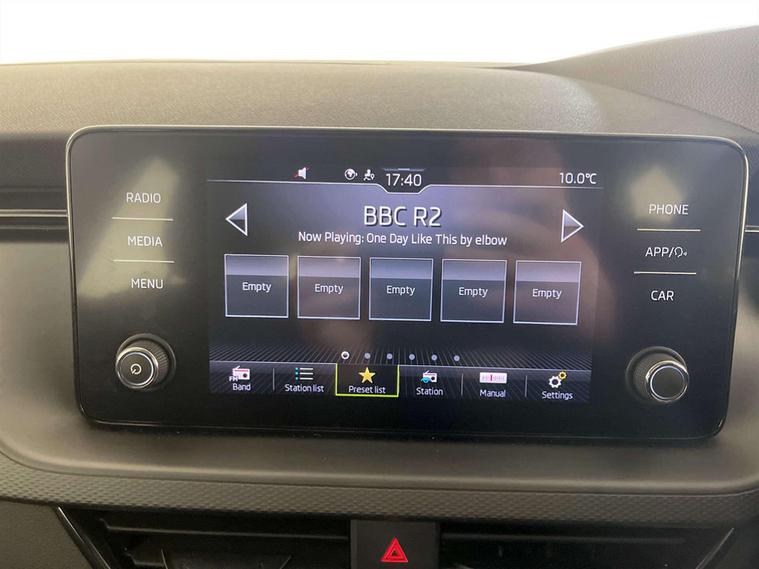 17:40
10.0°C
RADIO
MEDIA
MENU
BBC R2
Now Playing: One Day Like This by elbow
Empty
Empty
Empty
Empty
Empty
FM
Band
Station list
Preset list
Station
Manual
Settings
PHONE
APP/
CAR